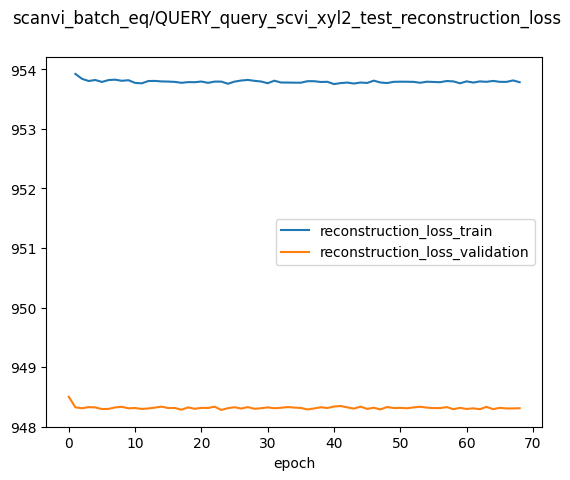 scanvi_batch_eq/QUERY_query_scvi_xyl2_test_reconstruction_loss
954
953
952
951
950
949
948
reconstruction_loss_train
reconstruction_loss_validation
0 10 20 30 40 50 60 70
epoch